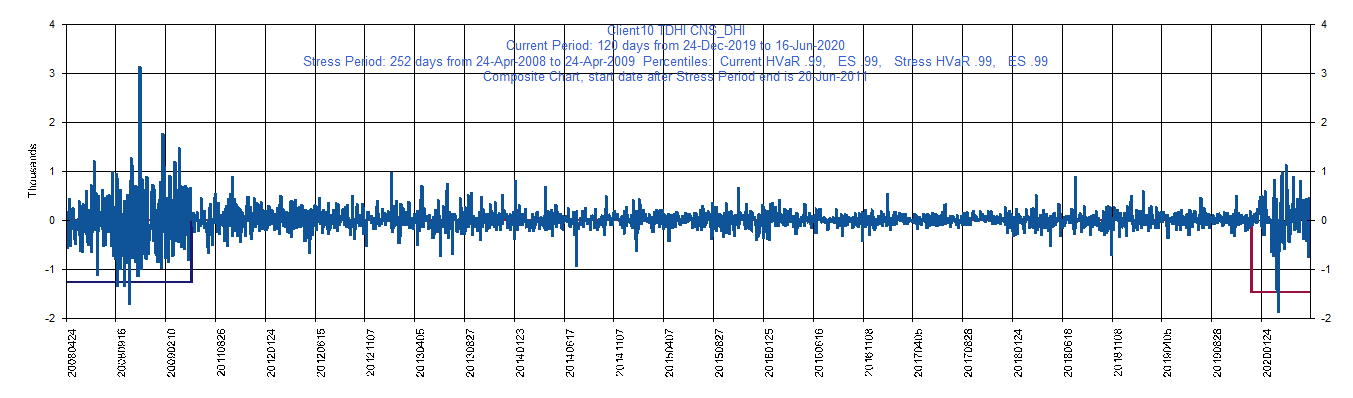 Client10 TDHI CNS_DHI
Current Period: 120 days from 24-Dec-2019 to 16-Jun-2020
Stress Period: 252 days from 24-Apr-2008 to 24-Apr-2009 Percentiles: Current HVaR .99, ES .99, Stress HVaR .99, ES .99
Composite Chart, start date after Stress Period end is 20-Jun-2011
Thousands
4 4
3 3
2 2
1 1
0 0
-1 -1
-2 -2
20080424 20080916 20090210 20110826 20120124 20120615 20121107 20130405 20130827 20140123 20140617 20141107 20150407 20150827 20160125 20160616 20161108 20170405 20170828 20180124 20180618 20181108 20190405 20190828 20200124